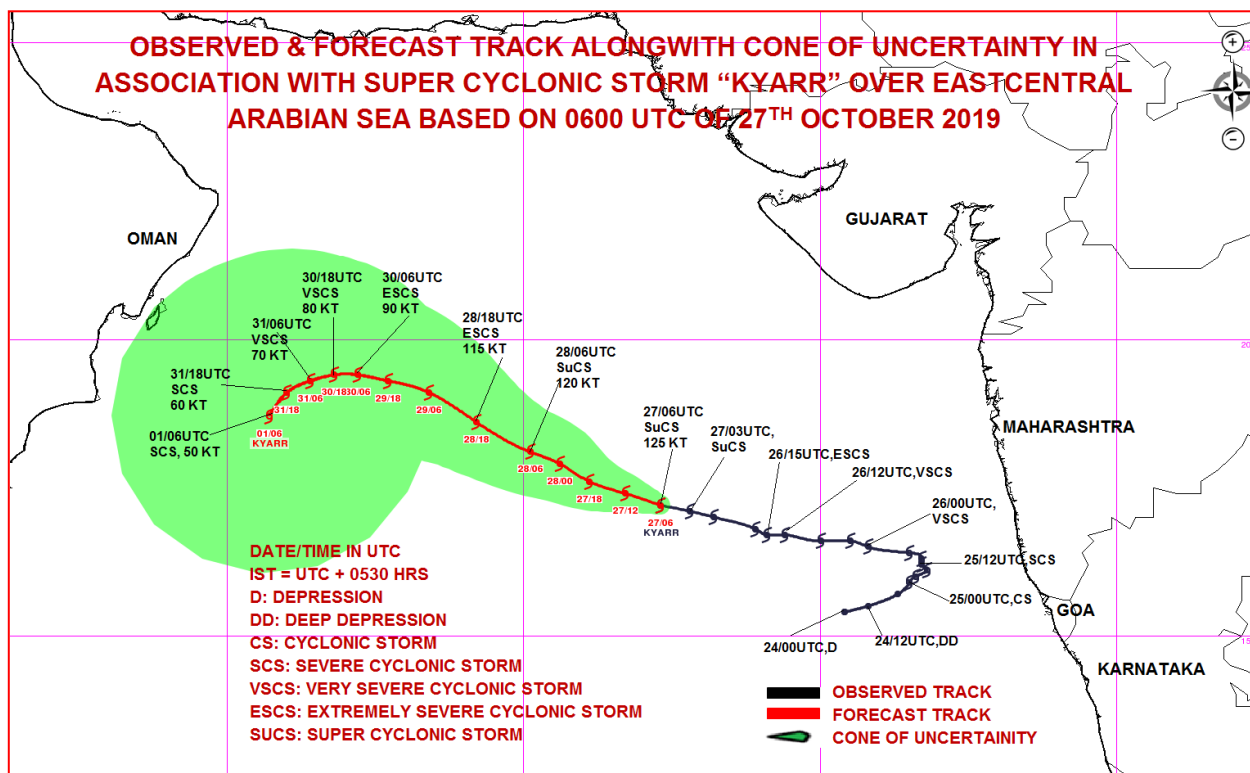 OBSERVED & FORECAST TRACK ALONGWITH CONE OF UNCERTAINTY IN
ASSOCIATION WITH SUPER CYCLONIC STORM “KYARR” OVER EASTCENTRAL
ARABIAN SEA BASED ON 0600 UTC OF 27TH OCTOBER 2019
25
20
15
OMAN
GUJARAT
MAHARASHTRA
GOA
KARNATAKA
30/18UTC
VSCS
80 KT
30/06UTC
ESCS
90 KT
31/06UTC
VSCS
70 KT
28/18UTC
ESCS
115 KT
28/06UTC
SuCS
120 KT
31/18UTC
SCS
60 KT
01/06UTC
SCS, 50 KT
27/06UTC
SuCS
125 KT
27/03UTC,
SuCS
26/15UTC,ESCS
26/12UTC,VSCS
26/00UTC,
VSCS
25/12UTC,SCS
25/00UTC,CS
24/12UTC,DD
24/00UTC,D
01/06
KYARR
31/18
31/06
30/18
30/06
29/18
29/06
28/18
28/06
28/00
27/18
27/12
27/06
KYARR
DATE/TIME IN UTC
IST = UTC + 0530 HRS
D: DEPRESSION
DD: DEEP DEPRESSION
CS: CYCLONIC STORM
SCS: SEVERE CYCLONIC STORM
VSCS: VERY SEVERE CYCLONIC STORM
ESCS: EXTREMELY SEVERE CYCLONIC STORM
SUCS: SUPER CYCLONIC STORM
OBSERVED TRACK
FORECAST TRACK
CONE OF UNCERTAINITY